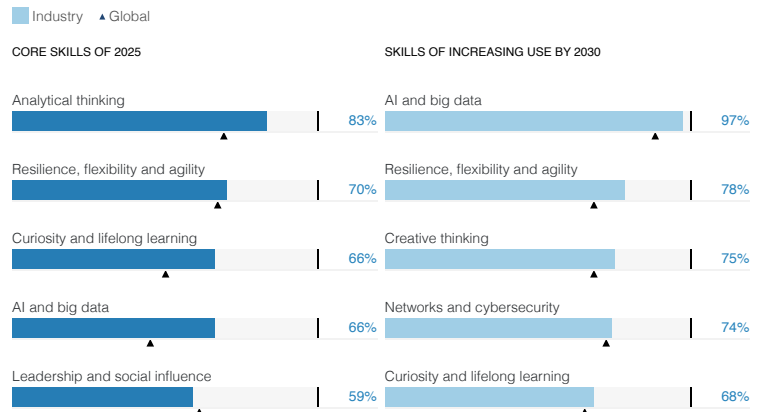 Industry ▲ Global
CORE SKILLS OF 2025
Analytical thinking
83%
Resilience, flexibility and agility
70%
Curiosity and lifelong learning
66%
AI and big data
66%
Leadership and social influence
59%
SKILLS OF INCREASING USE BY 2030
AI and big data
97%
Resilience, flexibility and agility
78%
Creative thinking
75%
Networks and cybersecurity
74%
Curiosity and lifelong learning
68%